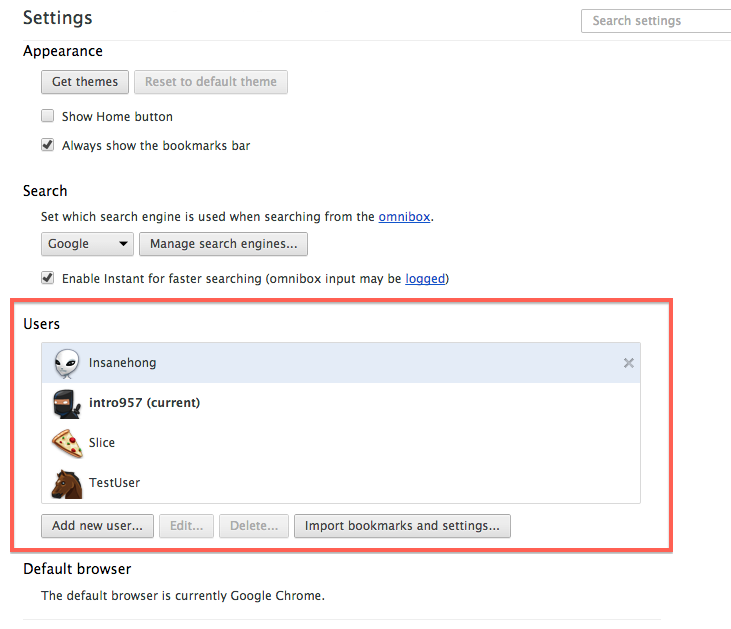 Settings
Search settings
Appearance
Get themes
Reset to default theme
Show Home button
Always show the bookmarks bar
Search
Set which search engine is used when searching from the omnibox.
Google
Manage search engines...
Enable Instant for faster searching (omnibox input may be logged)
Users
Insanehong
intro957 (current)
Slice
TestUser
Add new user...
Edit...
Delete...
Import bookmarks and settings...
Default browser
The default browser is currently Google Chrome.